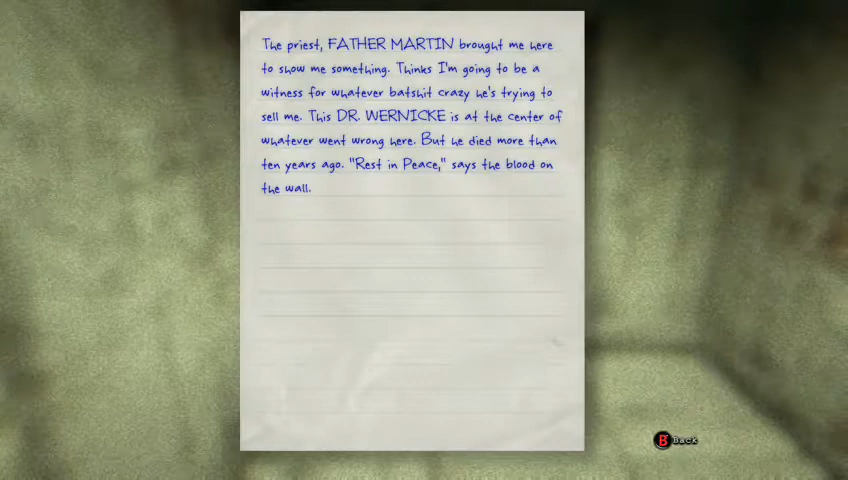 The priest, FATHER MARTIN brought me here
to show me something. Thinks I'm going to be a
witness for whatever batshit crazy he's trying to
sell me. This DR. WERNICKE is at the center of
whatever went wrong here. But he died more than
ten years ago. "Rest in Peace," says the blood on
the wall.
B Back